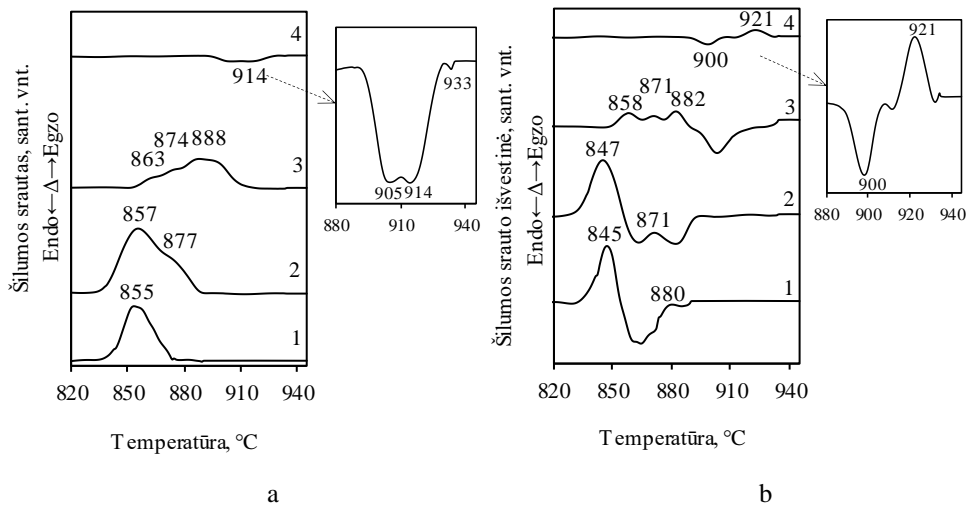 Šilumos srautas, sant. vnt.
Endo←Δ→Egzo
4
914
3
863
874
888
2
857
877
1
855
820 850 880 910 940
Temperatūra, °C
a
933
905
914
880 910 940
Šilumos srauto išvestinė, sant. vnt.
Endo←Δ→Egzo
4
921
900
3
858
871
882
2
847
871
1
845
880
820 850 880 910 940
Temperatūra, °C
b
921
900
880 900 920 940